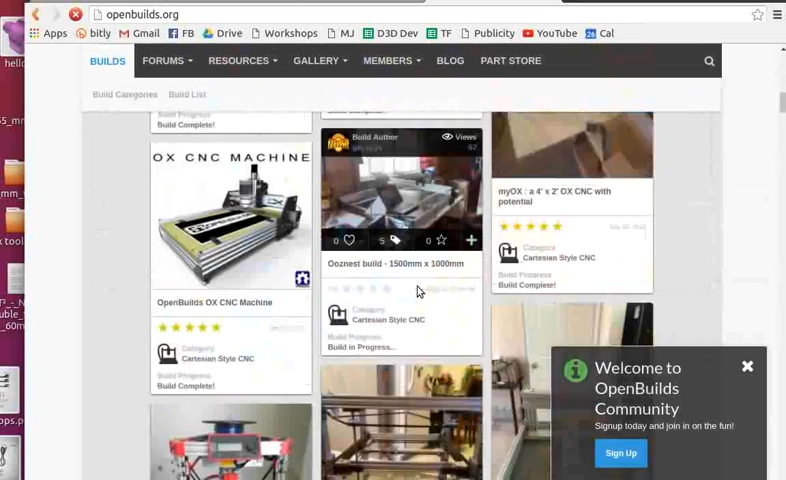 openbuilds.org
Apps bitly Gmail FB Drive Workshops MJ D3D Dev TF Publicity YouTube 26 Cal
BUILDS FORUMS RESOURCES GALLERY MEMBERS BLOG PART STORE
Build Categories Build List
Build Progress
Build Complete!
OX CNC MACHINE
OpenBuilds OX CNC Machine
Category
Cartesian Style CNC
Build Progress
Build Complete!
Build Author
Views
67
0 5 0
Ooznest build - 1500mm x 1000mm
Category
Cartesian Style CNC
Build Progress
Build in Progress...
myOX : a 4' x 2' OX CNC with
potential
Category
Cartesian Style CNC
Build Progress
Build Complete!
Welcome to
OpenBuilds
Community
Signup today and join in on the fun!
Sign Up